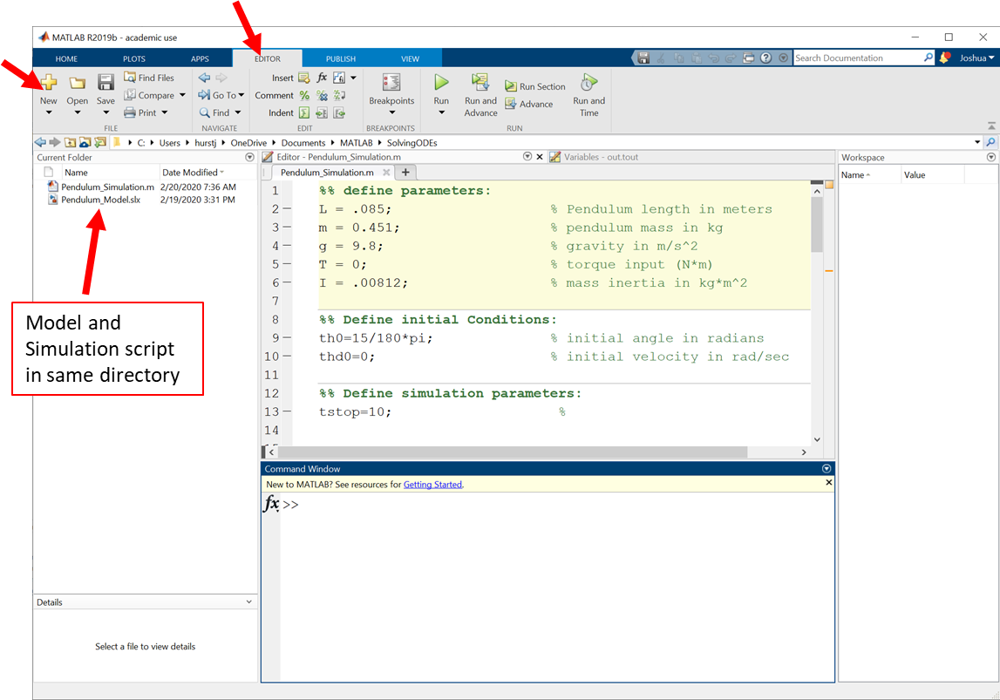 MATLAB R2019b - academic use
HOME PLOTS APPS EDITOR PUBLISH VIEW Search Documentation Joshua
New Open Save Find Files Compare Print
Go To Find
Insert fx Comment % Indent
Breakpoints
Run Run and Advance Run Section Advance Run and Time
FILE NAVIGATE EDIT BREAKPOINTS RUN
C: Users hurstj OneDrive Documents MATLAB SolvingODEs
Current Folder
Name Date Modified
Pendulum_Simulation.m 2/20/2020 7:36 AM
Pendulum_Model.slx 2/19/2020 3:31 PM
Model and
Simulation script
in same directory
Details
Select a file to view details
Editor - Pendulum_Simulation.m Variables - out.tout
Pendulum_Simulation.m +
1 %% define parameters:
2 L = .085; % Pendulum length in meters
3 m = 0.451; % pendulum mass in kg
4 g = 9.8; % gravity in m/s^2
5 T = 0; % torque input (N*m)
6 I = .00812; % mass inertia in kg*m^2
7
8 %% Define initial Conditions:
9 th0=15/180*pi; % initial angle in radians
10 thd0=0; % initial velocity in rad/sec
11
12 %% Define simulation parameters:
13 tstop=10; %
14
Command Window
New to MATLAB? See resources for Getting Started.
fx >>
Workspace
Name Value